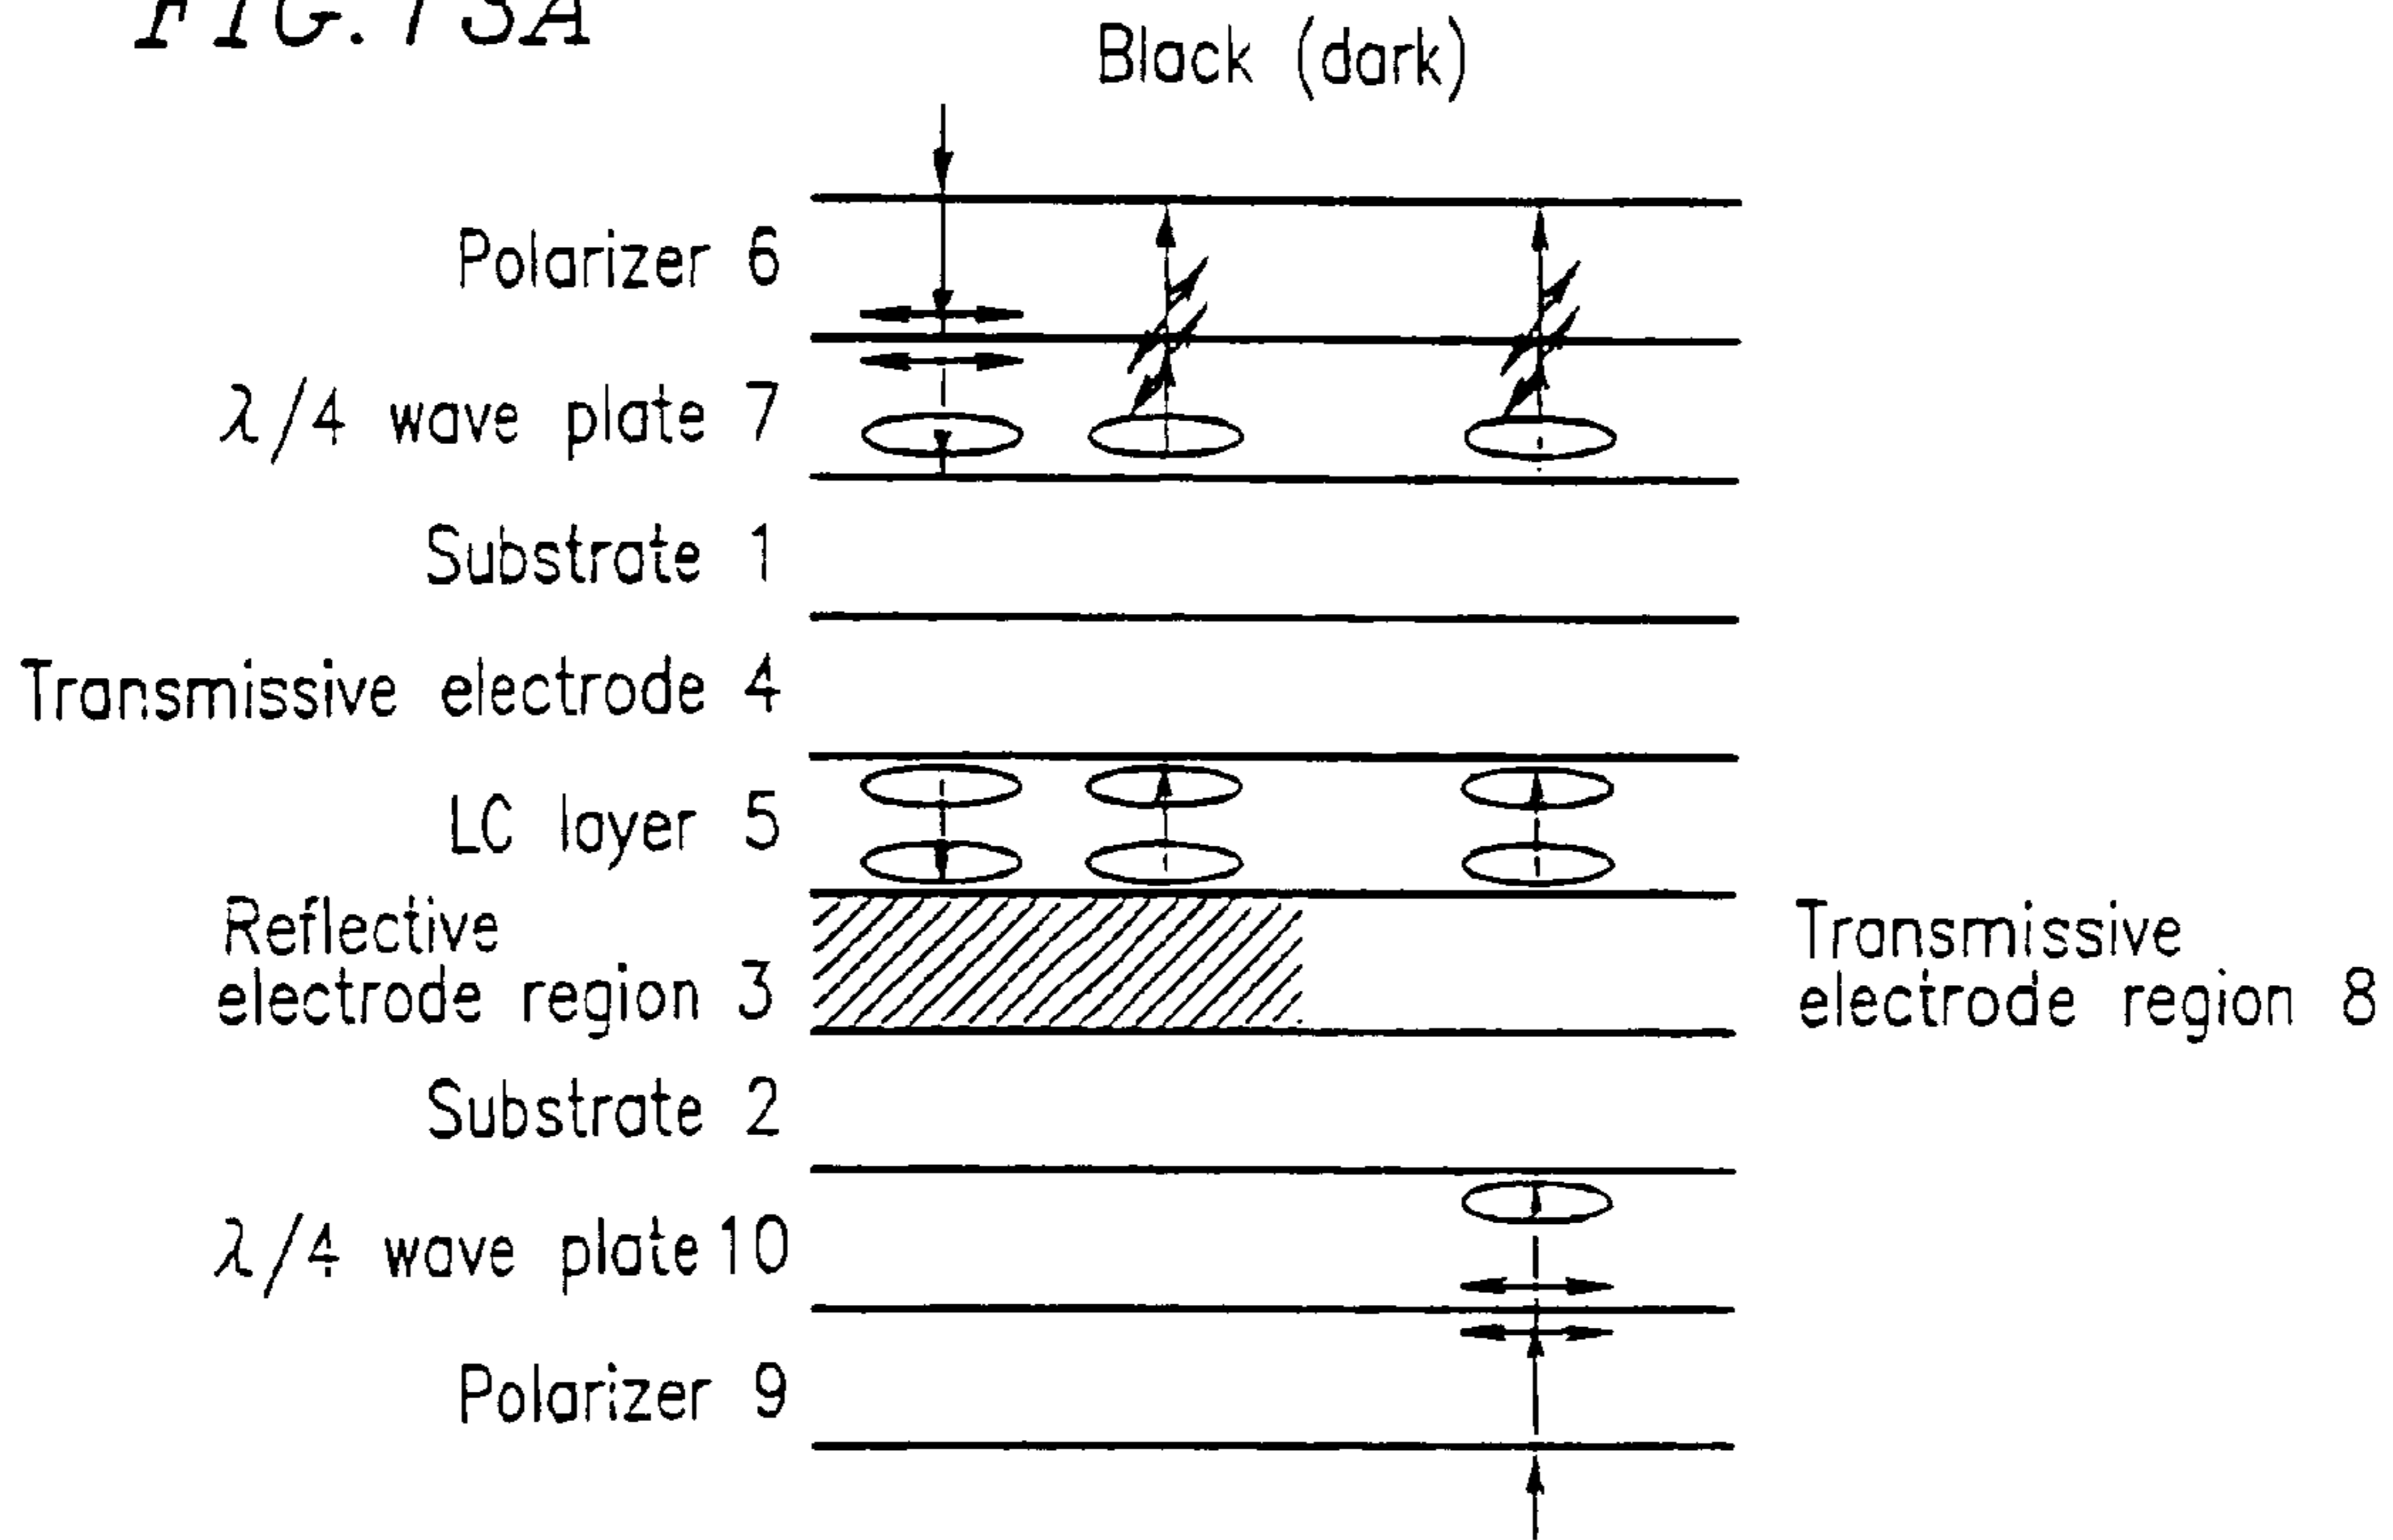 FIG. 13A
Black (dark)
Polarizer 6
λ/4 wave plate 7
Substrate 1
Transmissive electrode 4
LC layer 5
Reflective
electrode region 3
Transmissive
electrode region 8
Substrate 2
λ/4 wave plate 10
Polarizer 9